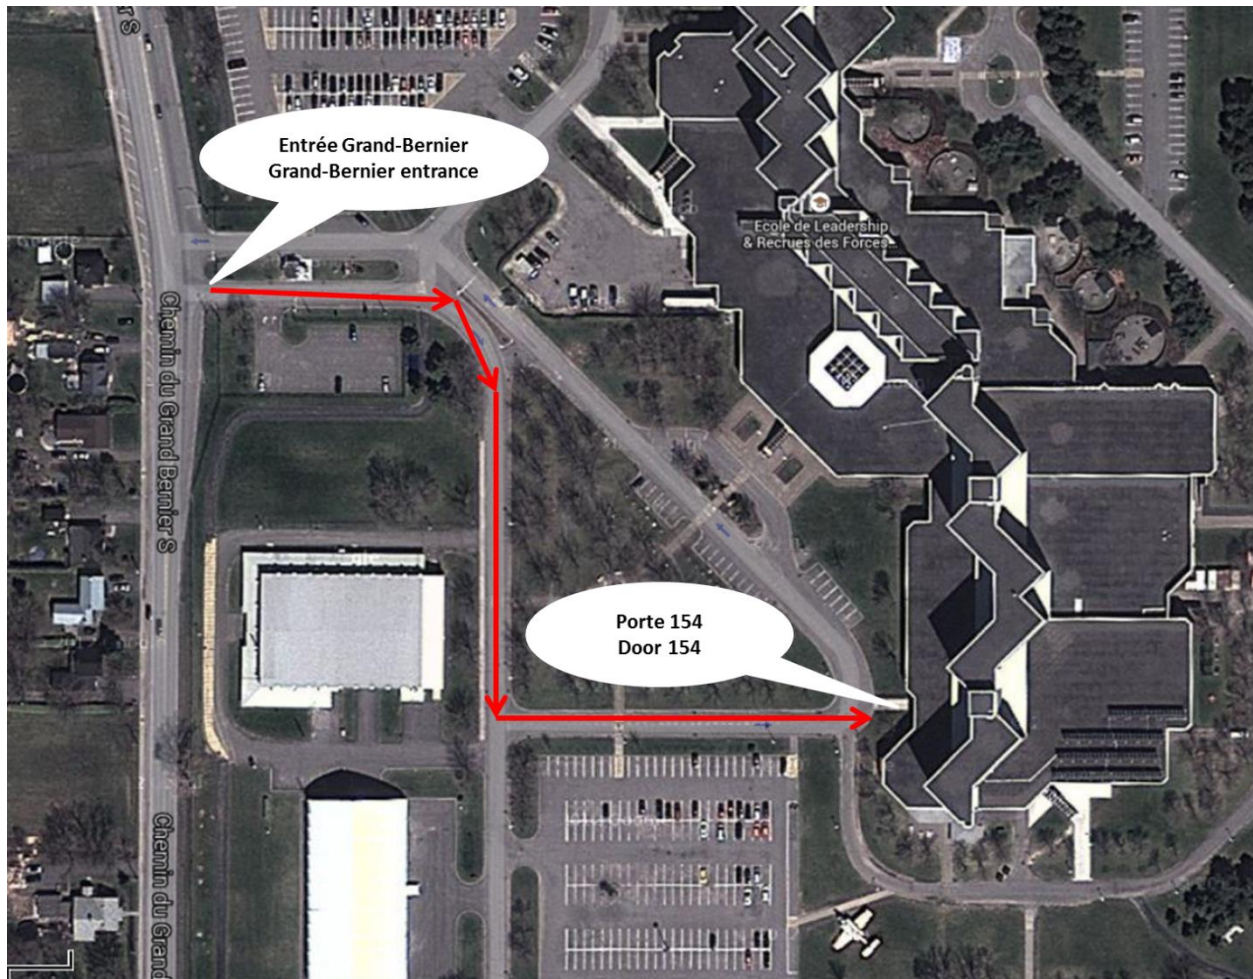 r S
Entrée Grand-Bernier
Grand-Bernier entrance
Ecole de Leadership
& Recrues des Forces
Chemin du Grand Bernier S
Porte 154
Door 154
Chemin du Grand